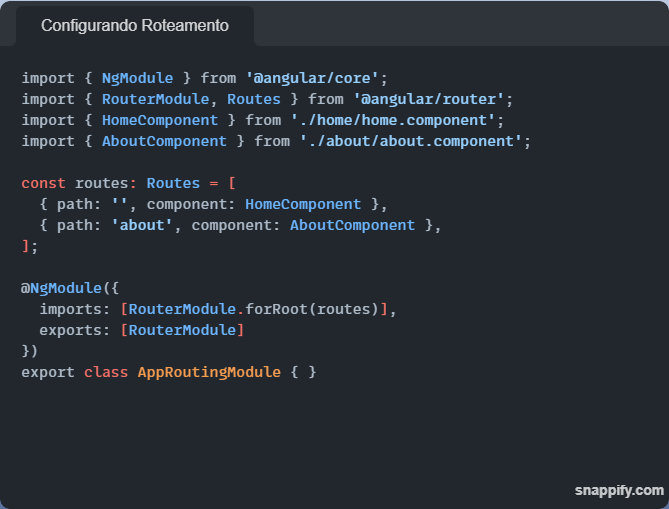 Configurando Roteamento
import { NgModule } from '@angular/core';
import { RouterModule, Routes } from '@angular/router';
import { HomeComponent } from './home/home.component';
import { AboutComponent } from './about/about.component';
const routes: Routes = [
  { path: '', component: HomeComponent },
  { path: 'about', component: AboutComponent },
];
@NgModule({
  imports: [RouterModule.forRoot(routes)],
  exports: [RouterModule]
})
export class AppRoutingModule { }
snappify.com